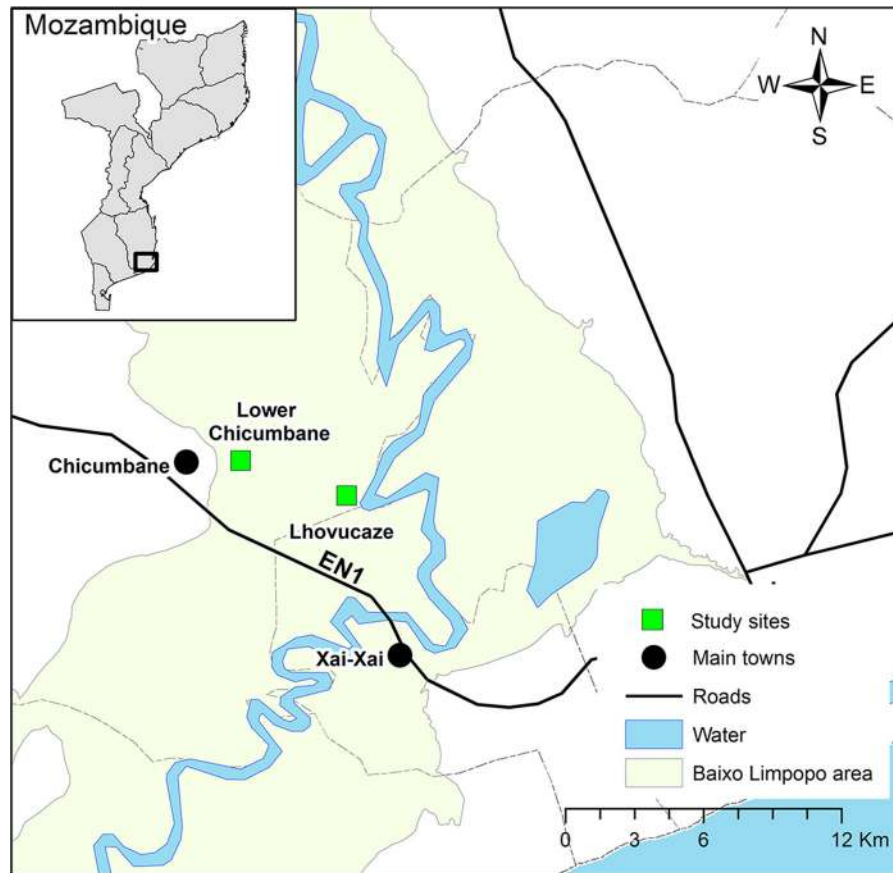 Mozambique
N
W E
S
Lower
Chicumbane
Chicumbane
Lhovucaze
EN1
Xai-Xai
Study sites
Main towns
Roads
Water
Baixo Limpopo area
0 3 6 12 Km